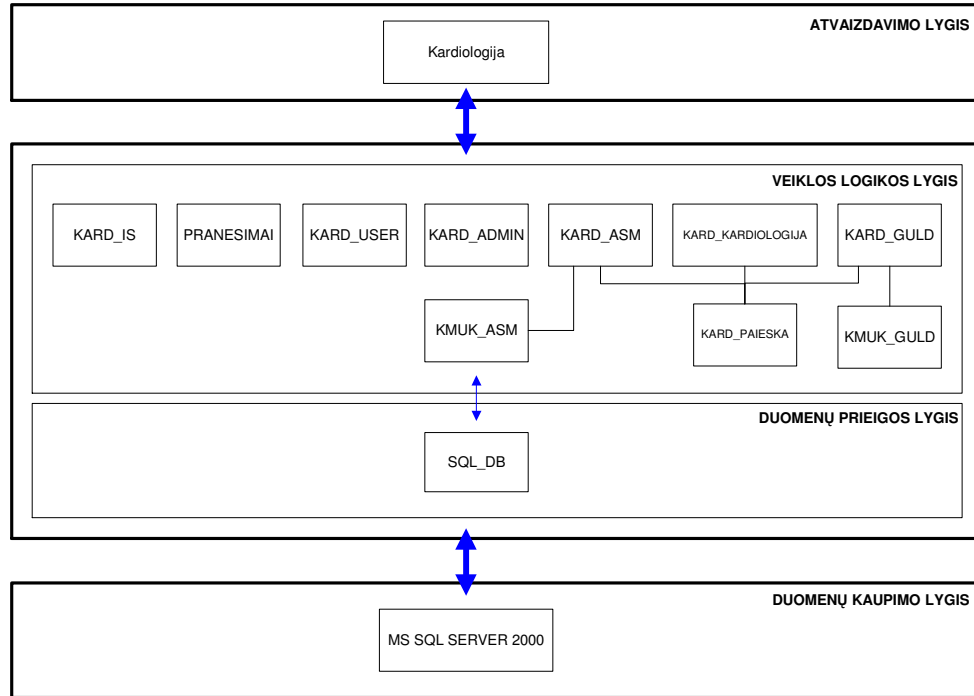 ATVAIZDAVIMO LYGIS
Kardiologija
VEIKLOS LOGIKOS LYGIS
KARD_IS
PRANESIMAI
KARD_USER
KARD_ADMIN
KARD_ASM
KARD_KARDIOLOGIJA
KARD_GULD
KMUK_ASM
KARD_PAIESKA
KMUK_GULD
DUOMENŲ PRIEIGOS LYGIS
SQL_DB
DUOMENŲ KAUPIMO LYGIS
MS SQL SERVER 2000